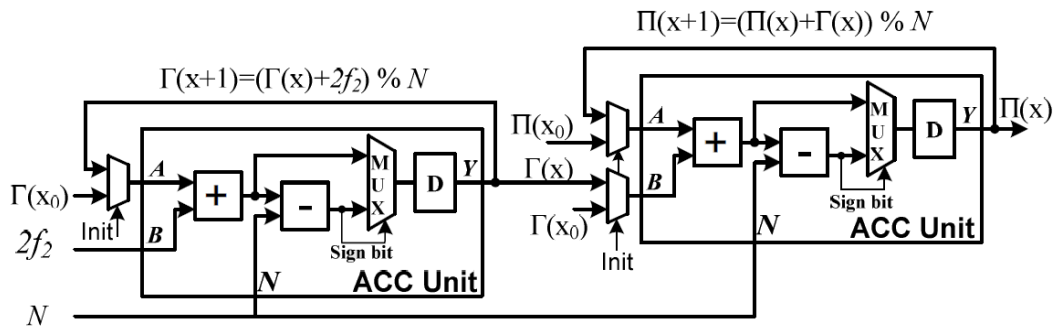 Π(x+1)=(Π(x)+Γ(x)) % N
Γ(x+1)=(Γ(x)+2f₂) % N
Π(x₀)
A
+
-
M
U
X
D
Y
Π(x)
Γ(x)
B
Sign bit
N
ACC Unit
Γ(x₀)
Init
Γ(x₀)
Init
2f₂
A
B
+
-
M
U
X
D
Y
Sign bit
N
ACC Unit
N